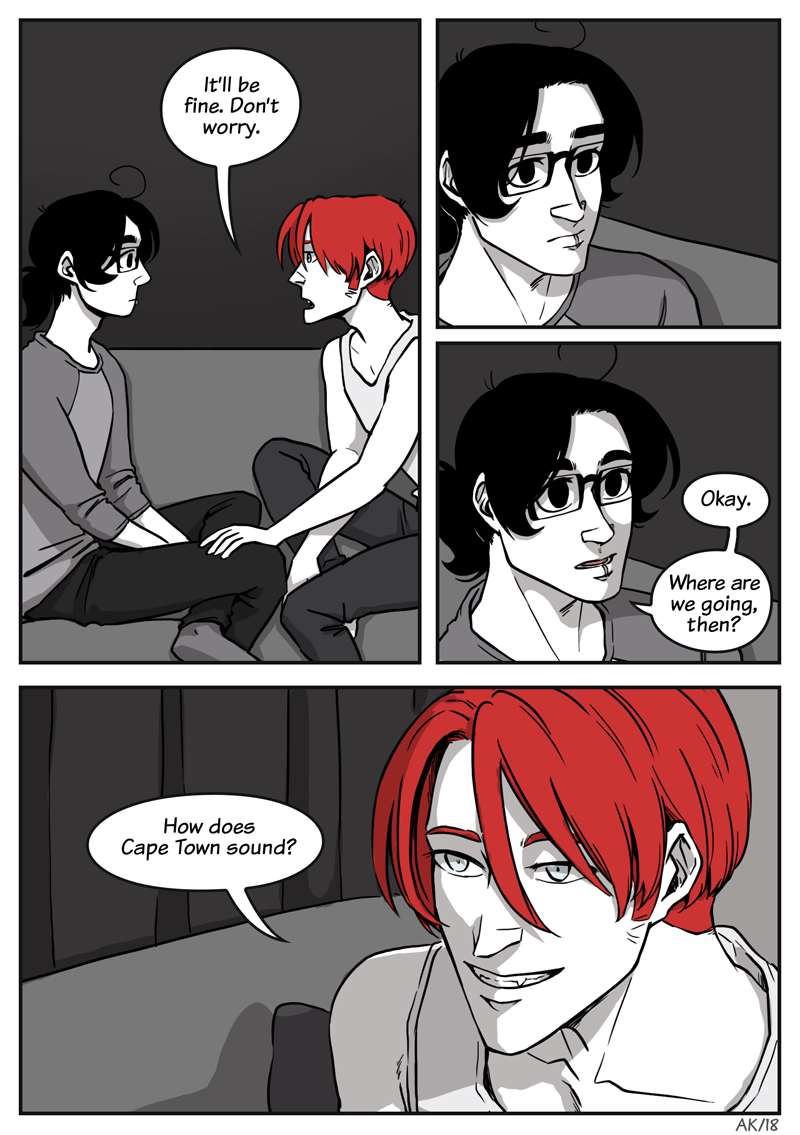 It'll be
fine. Don't
worry.
Okay.
Where are
we going,
then?
How does
Cape Town sound?
AK/18